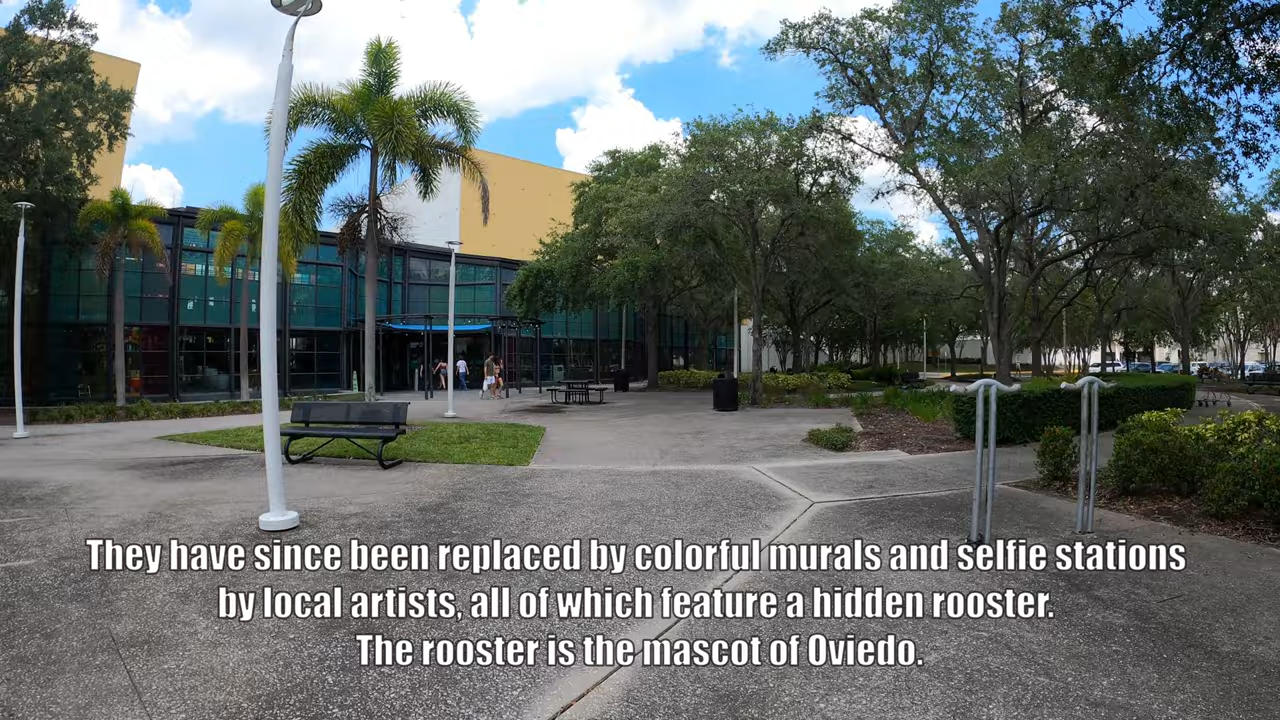 They have since been replaced by colorful murals and selfie stations
by local artists, all of which feature a hidden rooster.
The rooster is the mascot of Oviedo.